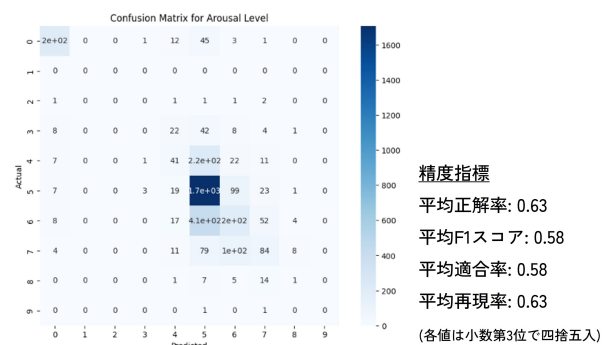 Confusion Matrix for Arousal Level
0 2e+02 0 0 1 12 45 3 1 0 0
1 0 0 0 0 0 0 0 0 0 0
2 1 0 0 0 1 1 1 2 0 0
3 8 0 0 0 22 42 8 4 1 0
4 7 0 0 1 41 2.2e+02 22 11 0 0
5 7 0 0 3 19 1.7e+03 99 23 1 0
6 8 0 0 0 17 4.1e+02 2e+02 52 4 0
7 4 0 0 0 11 79 1e+02 84 8 0
8 0 0 0 0 1 7 5 14 1 0
9 0 0 0 0 0 1 0 1 0 0
0 1 2 3 4 5 6 7 8 9
Actual
Predicted
1600
1400
1200
1000
800
600
400
200
0
精度指標
平均正解率: 0.63
平均F1スコア: 0.58
平均適合率: 0.58
平均再現率: 0.63
(各値は小数第3位で四捨五入)